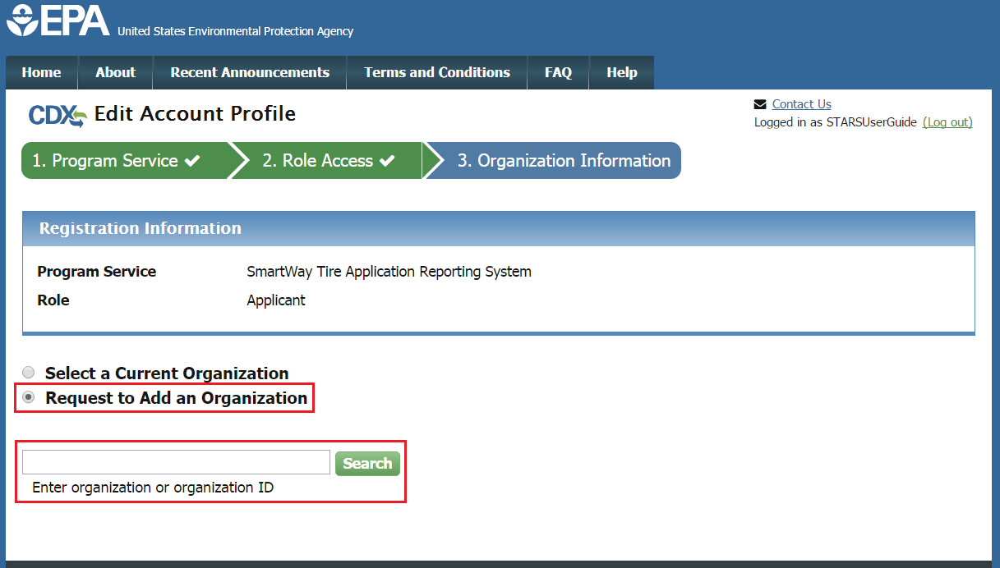 EPA United States Environmental Protection Agency
Home About Recent Announcements Terms and Conditions FAQ Help
CDX Edit Account Profile
Contact Us
Logged in as STARSUserGuide (Log out)
1. Program Service ✔ 2. Role Access ✔ 3. Organization Information
Registration Information
Program Service SmartWay Tire Application Reporting System
Role Applicant
Select a Current Organization
Request to Add an Organization
Search
Enter organization or organization ID